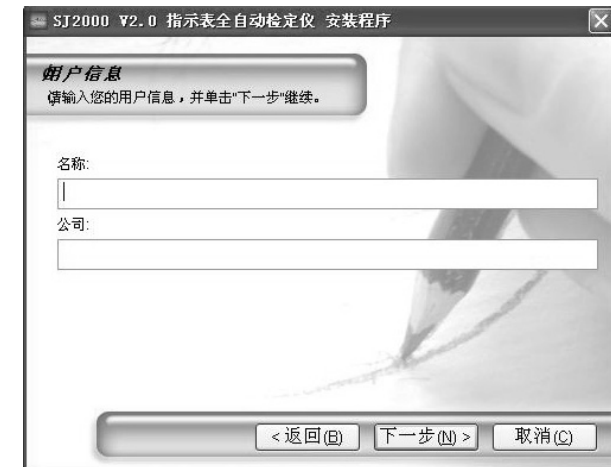 SJ2000 V2.0 指示表全自动检定仪 安装程序
用户信息
请输入您的用户信息，并单击"下一步"继续。
名称:
公司:
<返回(B) 下一步(N)> 取消(C)